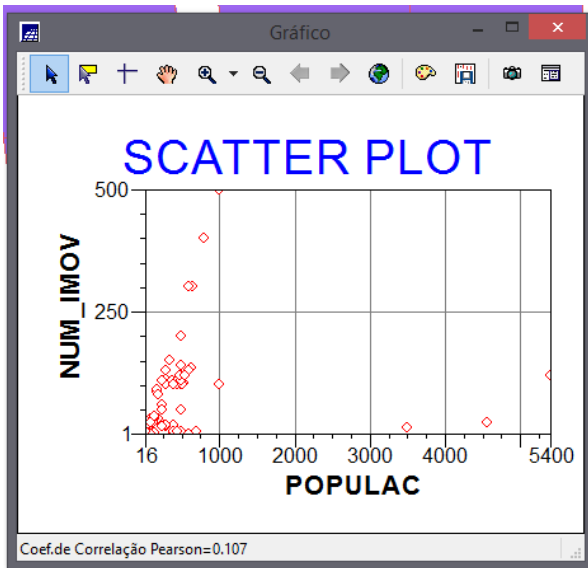 Gráfico
SCATTER PLOT
500
250
1
NUM_IMOV
16 1000 2000 3000 4000 5400
POPULAC
Coef.de Correlação Pearson=0.107